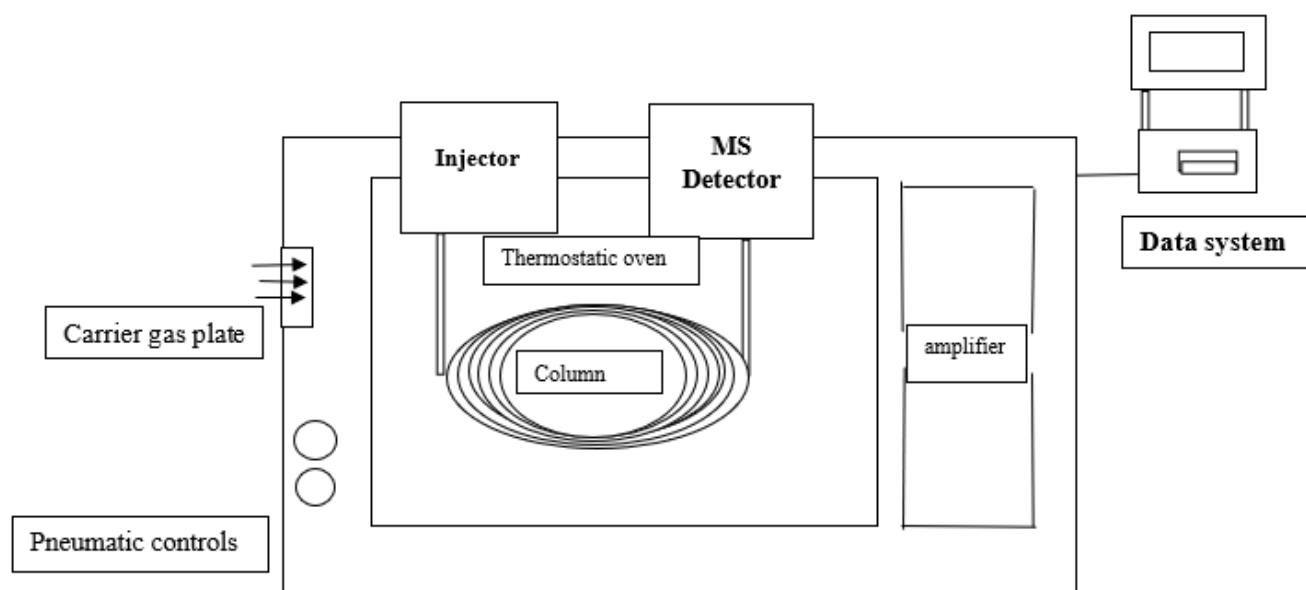 Injector
MS
Detector
Data system
Thermostatic oven
Carrier gas plate
amplifier
Column
Pneumatic controls